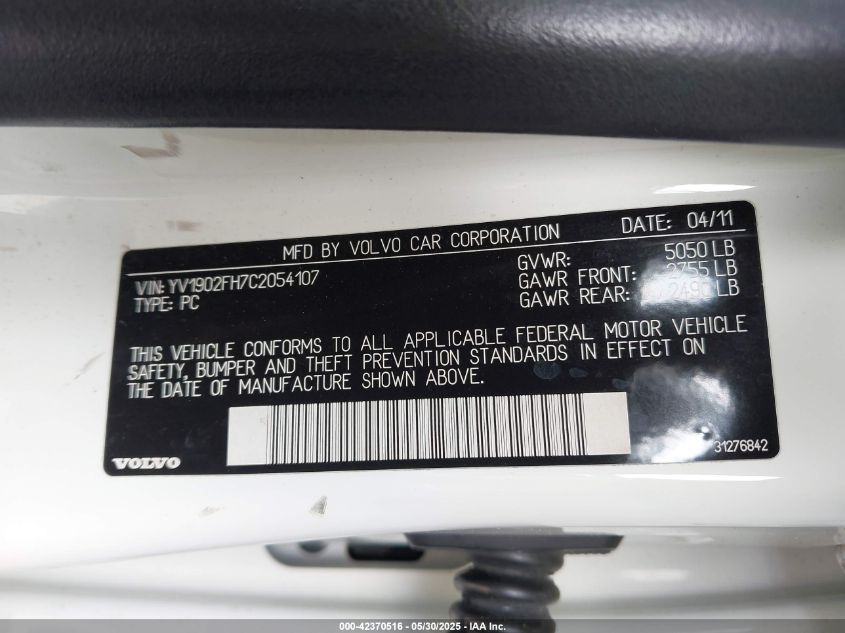 MFD BY VOLVO CAR CORPORATION DATE: 04/11
VIN: YV1902FH7C2054107 GVWR: 5050 LB
TYPE: PC GAWR FRONT: 2755 LB
GAWR REAR: LB
THIS VEHICLE CONFORMS TO ALL APPLICABLE FEDERAL MOTOR VEHICLE
SAFETY, BUMPER AND THEFT PREVENTION STANDARDS IN EFFECT ON
THE DATE OF MANUFACTURE SHOWN ABOVE.
VOLVO 31276842
000-42370516 - 05/30/2025 - IAA Inc.